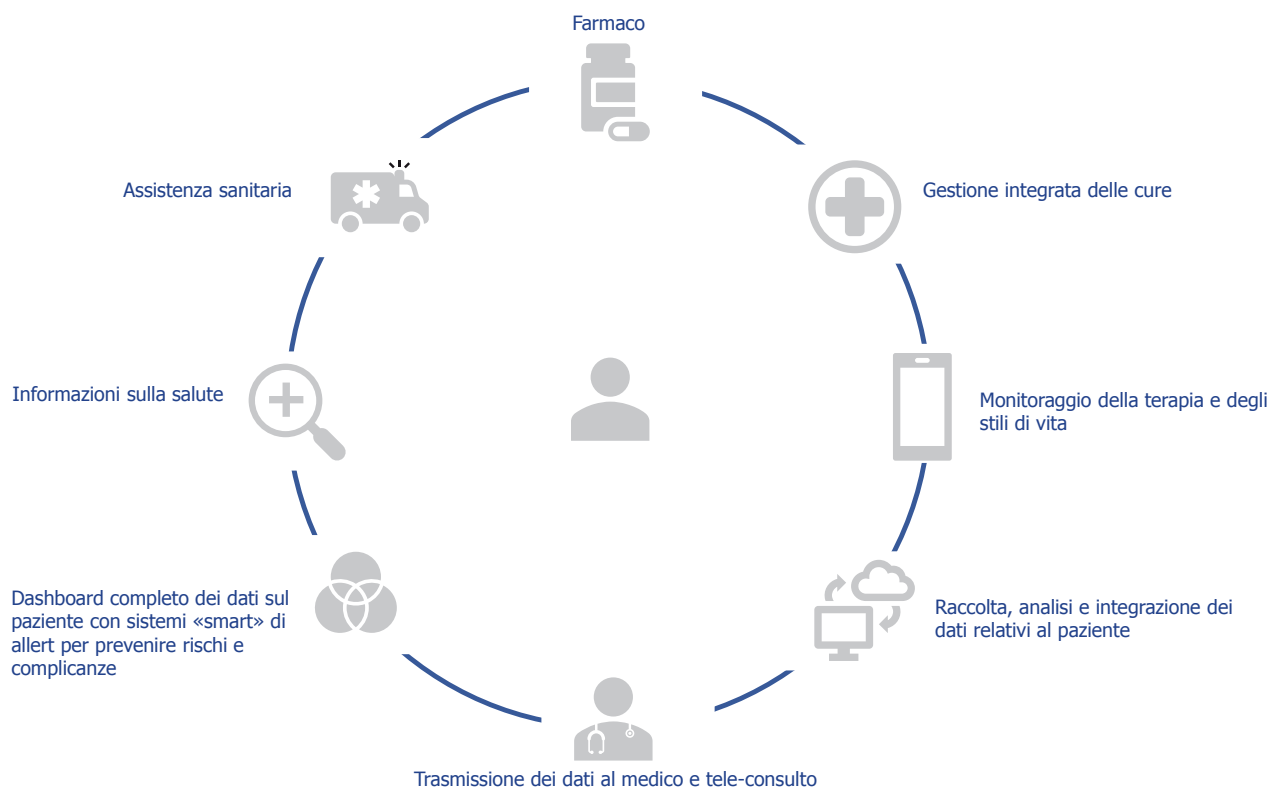 Farmaco
Assistenza sanitaria
Gestione integrata delle cure
Informazioni sulla salute
Monitoraggio della terapia e degli
stili di vita
Dashboard completo dei dati sul
paziente con sistemi «smart» di
allert per prevenire rischi e
complicanze
Raccolta, analisi e integrazione dei
dati relativi al paziente
Trasmissione dei dati al medico e tele-consulto